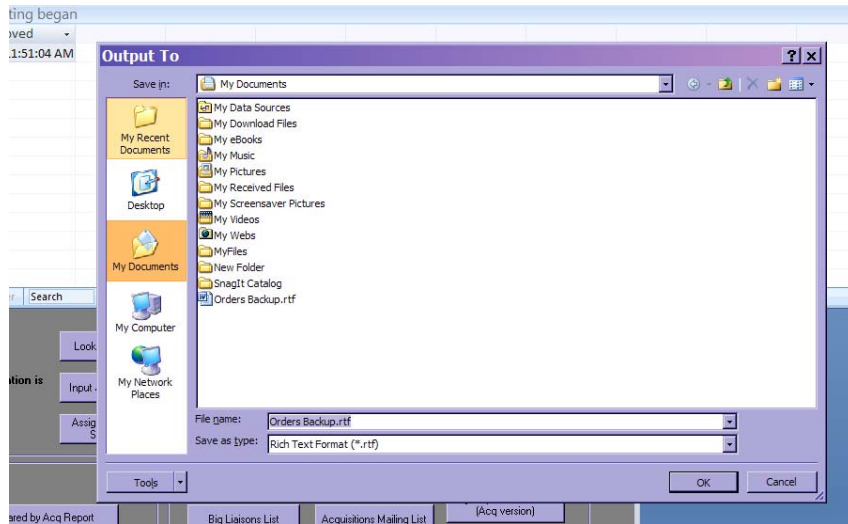 ting began
oved
1:51:04 AM
Output To
Save in:
My Documents
My Recent
Documents
Desktop
My Documents
My Computer
My Network
Places
My Data Sources
My Download Files
My eBooks
My Music
My Pictures
My Received Files
My Screensaver Pictures
My Videos
My Webs
MyFiles
New Folder
SnagIt Catalog
Orders Backup.rtf
File name:
Orders Backup.rtf
Save as type:
Rich Text Format (*.rtf)
Tools
OK
Cancel
Search
Look
tion is
Input
Assig
S
ared by Acq Report
Big Liaisons List
Acquisitions Mailing List
(Acq version)